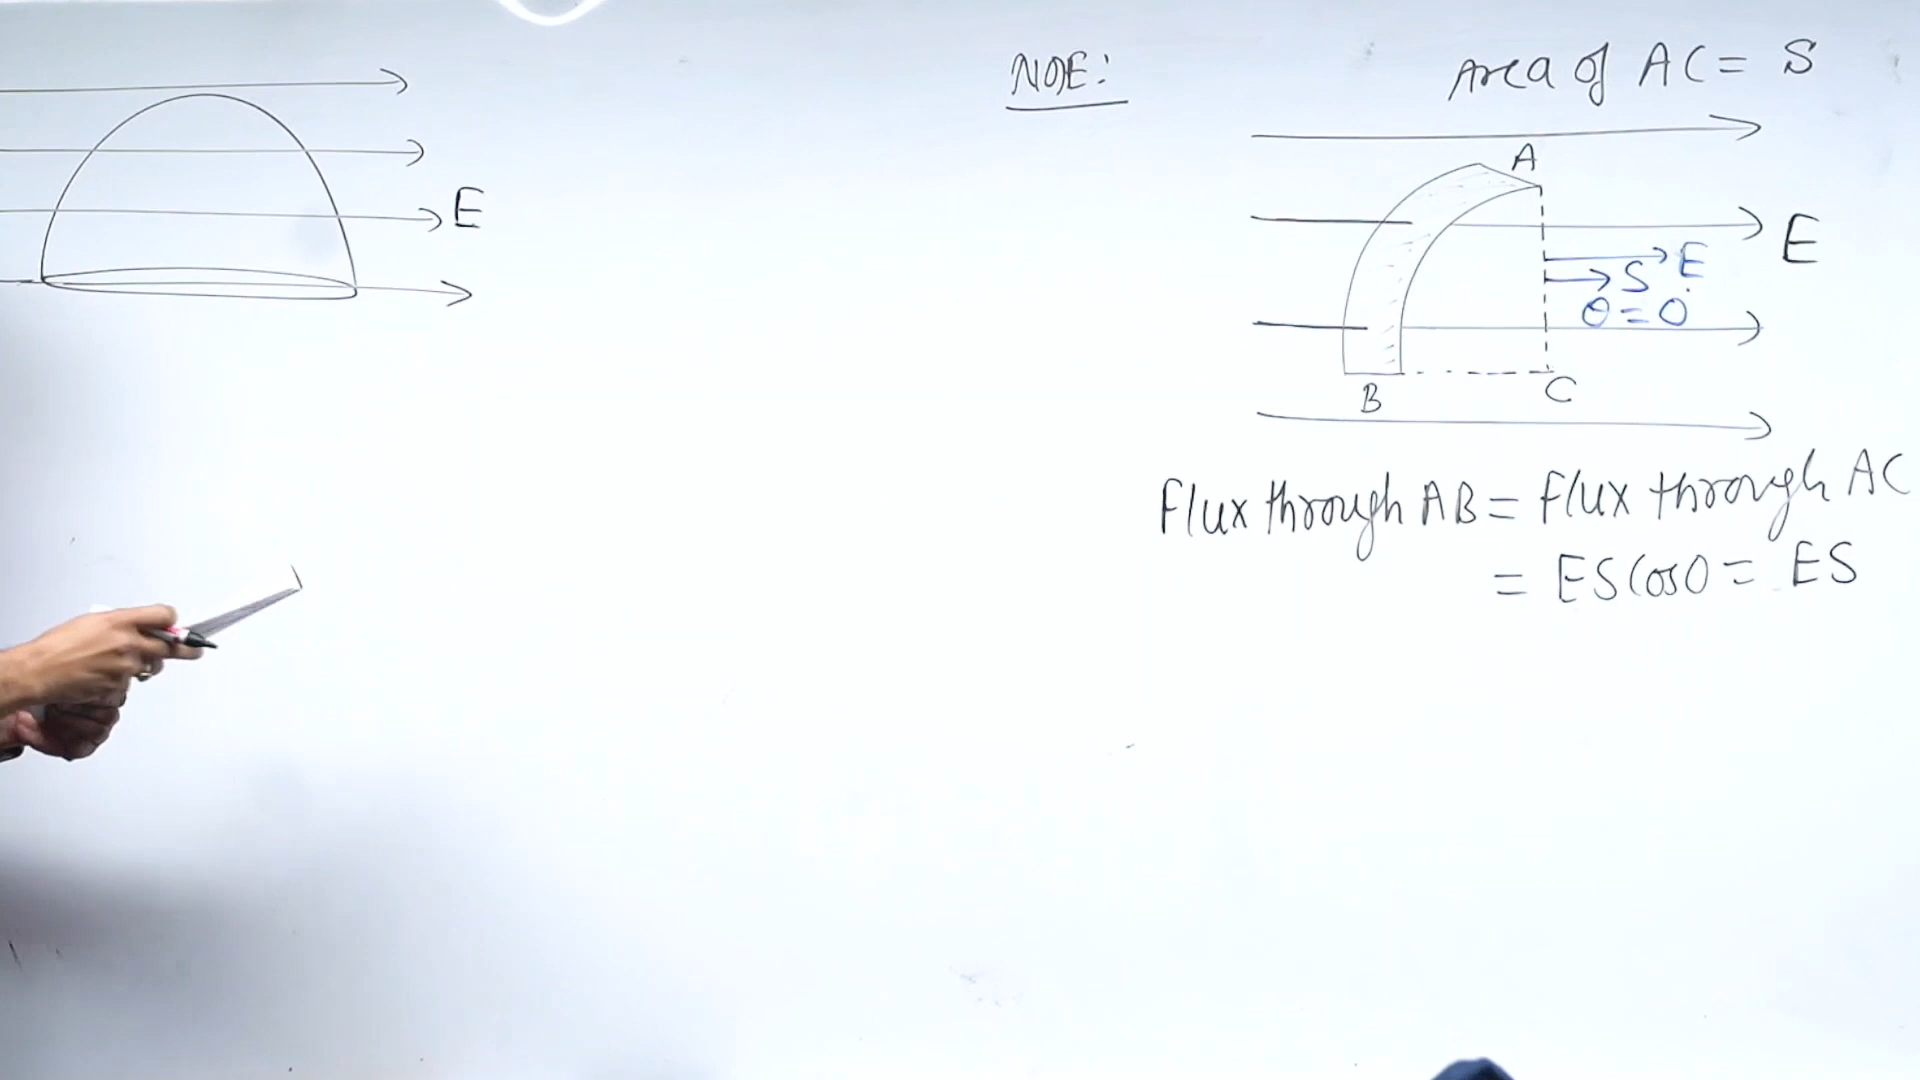 E
NOTE:
Area of AC = S
A
E
E
S
θ = 0
B
C
Flux through AB = Flux through AC
= ES Cos0 = ES